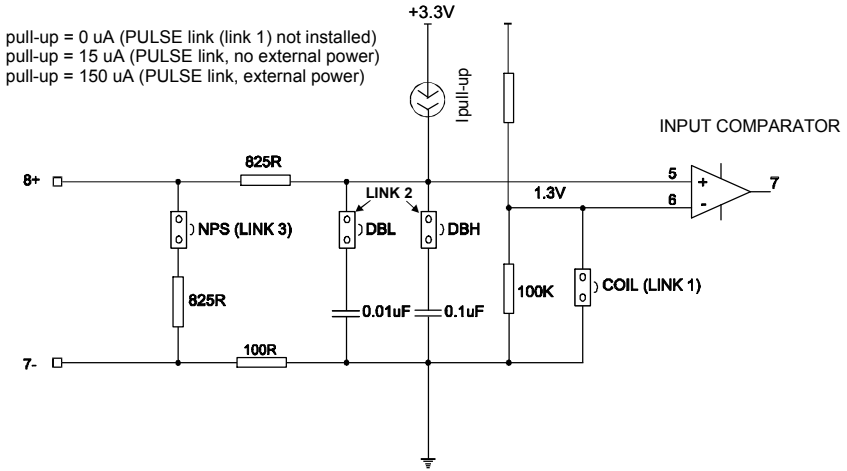 +3.3V
pull-up = 0 uA (PULSE link (link 1) not installed)
pull-up = 15 uA (PULSE link, no external power)
pull-up = 150 uA (PULSE link, external power)
Ipull-up
INPUT COMPARATOR
8+
825R
5
+
7
LINK 2
1.3V
6
-
NPS (LINK 3)
DBL
DBH
825R
100K
COIL (LINK 1)
0.01uF
0.1uF
7-
100R